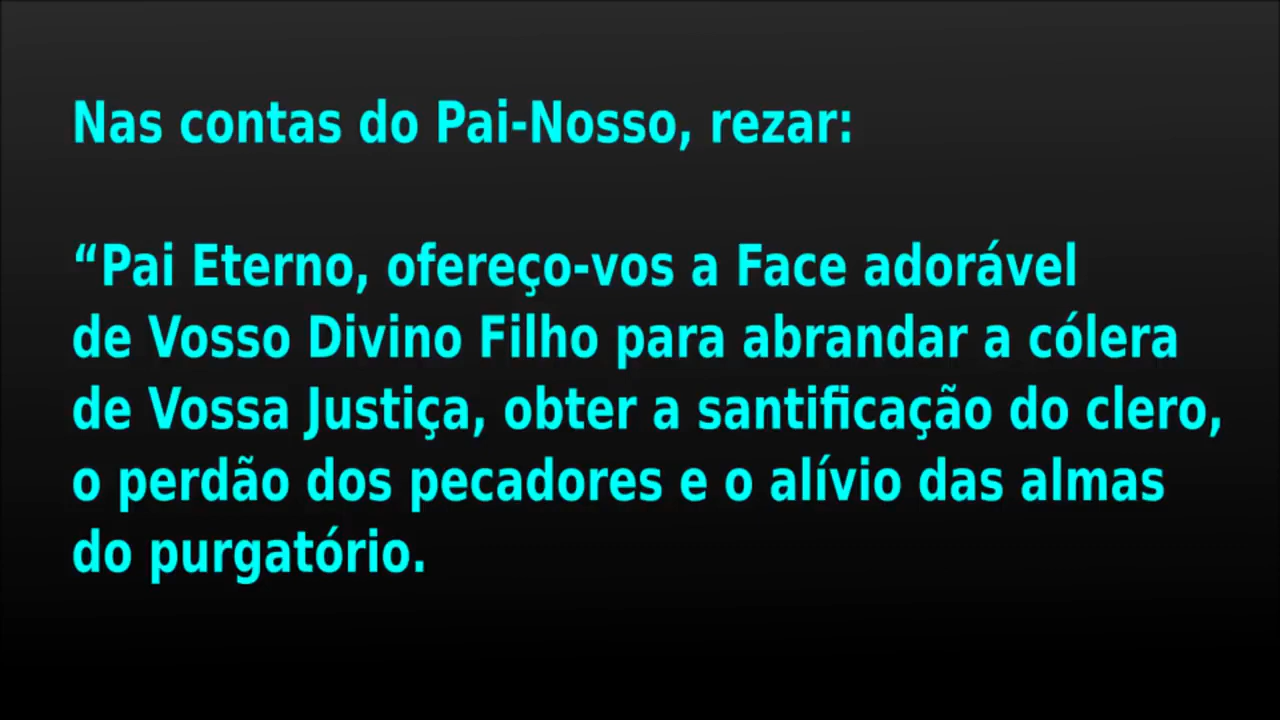 Nas contas do Pai-Nosso, rezar:
“Pai Eterno, ofereço-vos a Face adorável
de Vosso Divino Filho para abrandar a cólera
de Vossa Justiça, obter a santificação do clero,
o perdão dos pecadores e o alívio das almas
do purgatório.